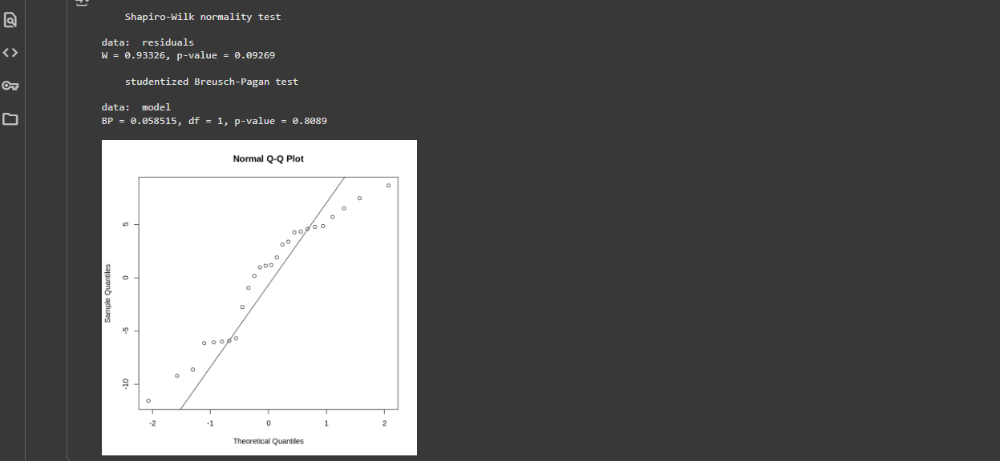 Shapiro-Wilk normality test
data:  residuals
W = 0.93326, p-value = 0.09269
studentized Breusch-Pagan test
data:  model
BP = 0.058515, df = 1, p-value = 0.8089
Normal Q-Q Plot
Sample Quantiles
5
0
-5
-10
-2 -1 0 1 2
Theoretical Quantiles